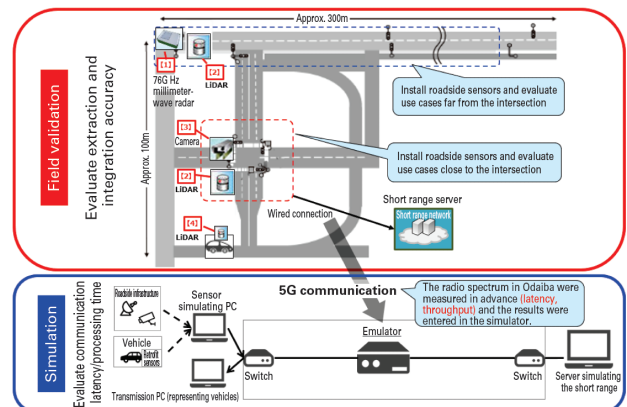 Approx. 300m
[1]
76G Hz
millimeter-
wave radar
[2]
LiDAR
Install roadside sensors and evaluate
use cases far from the intersection
Field validation
Evaluate extraction and
integration accuracy
Approx. 100m
[3]
Camera
[2]
LiDAR
Install roadside sensors and evaluate
use cases close to the intersection
[4]
LiDAR
Wired connection
Short range server
Short range network
Simulation
Evaluate communication
latency/processing time
Roadside infrastructure
Vehicle
Retrofit
sensors
Sensor
simulating PC
Transmission PC (representing vehicles)
5G communication
The radio spectrum in Odaiba were
measured in advance (latency,
throughput) and the results were
entered in the simulator.
Emulator
Switch
Switch
Server simulating
the short range